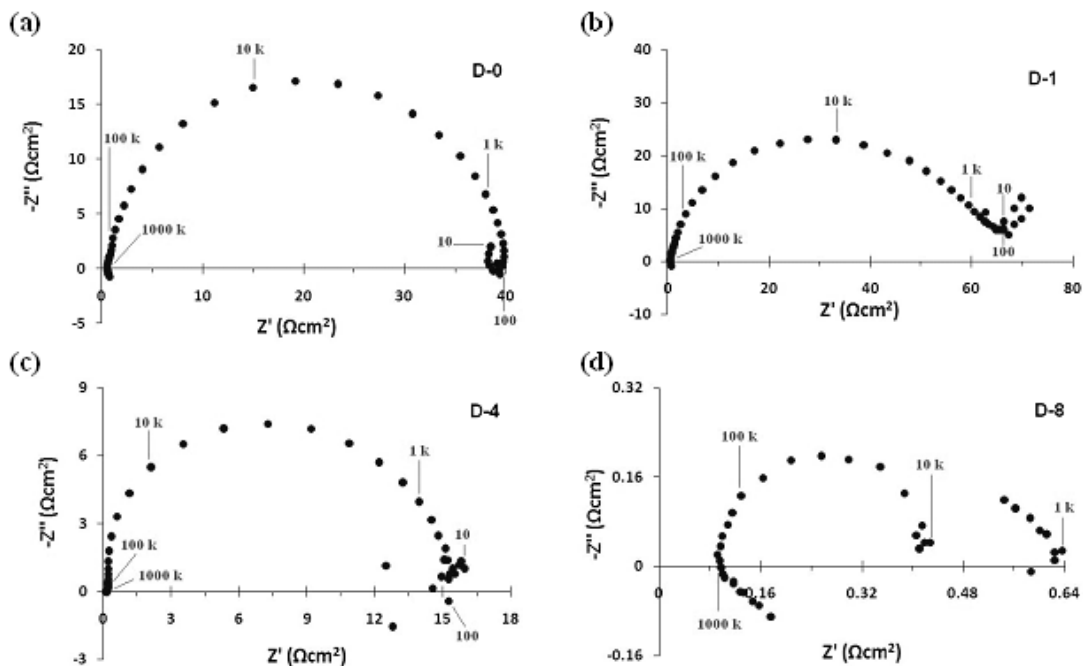 (a)
D-0
-Z'' (Ωcm²)
20
15
10
5
0
-5
0
10
20
30
40
Z' (Ωcm²)
10 k
100 k
1000 k
1 k
10
100
(b)
D-1
-Z'' (Ωcm²)
40
30
20
10
0
-10
0
20
40
60
80
Z' (Ωcm²)
10 k
100 k
1000 k
1 k
10
100
(c)
D-4
-Z'' (Ωcm²)
9
6
3
0
-3
0
3
6
9
12
15
18
Z' (Ωcm²)
10 k
100 k
1000 k
1 k
10
100
(d)
D-8
-Z'' (Ωcm²)
0.32
0.16
0
-0.16
0
0.16
0.32
0.48
0.64
Z' (Ωcm²)
100 k
10 k
1 k
1000 k